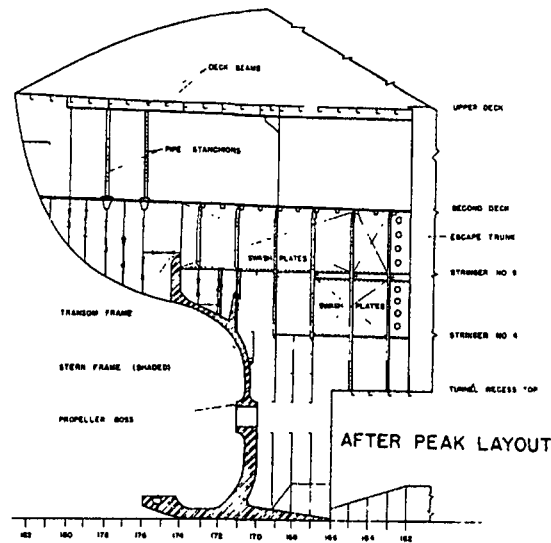 DECK BEAMS
UPPER DECK
PIPE STANCHIONS
SECOND DECK
ESCAPE TRUNK
SWASH PLATES
STRINGER NO 5
SWASH PLATES
TRANSOM FRAME
STRINGER NO 4
STERN FRAME (SHADED)
TUNNEL RECESS TOP
PROPELLER BOSS
AFTER PEAK LAYOUT
182 180 178 176 174 172 170 168 166 164 162